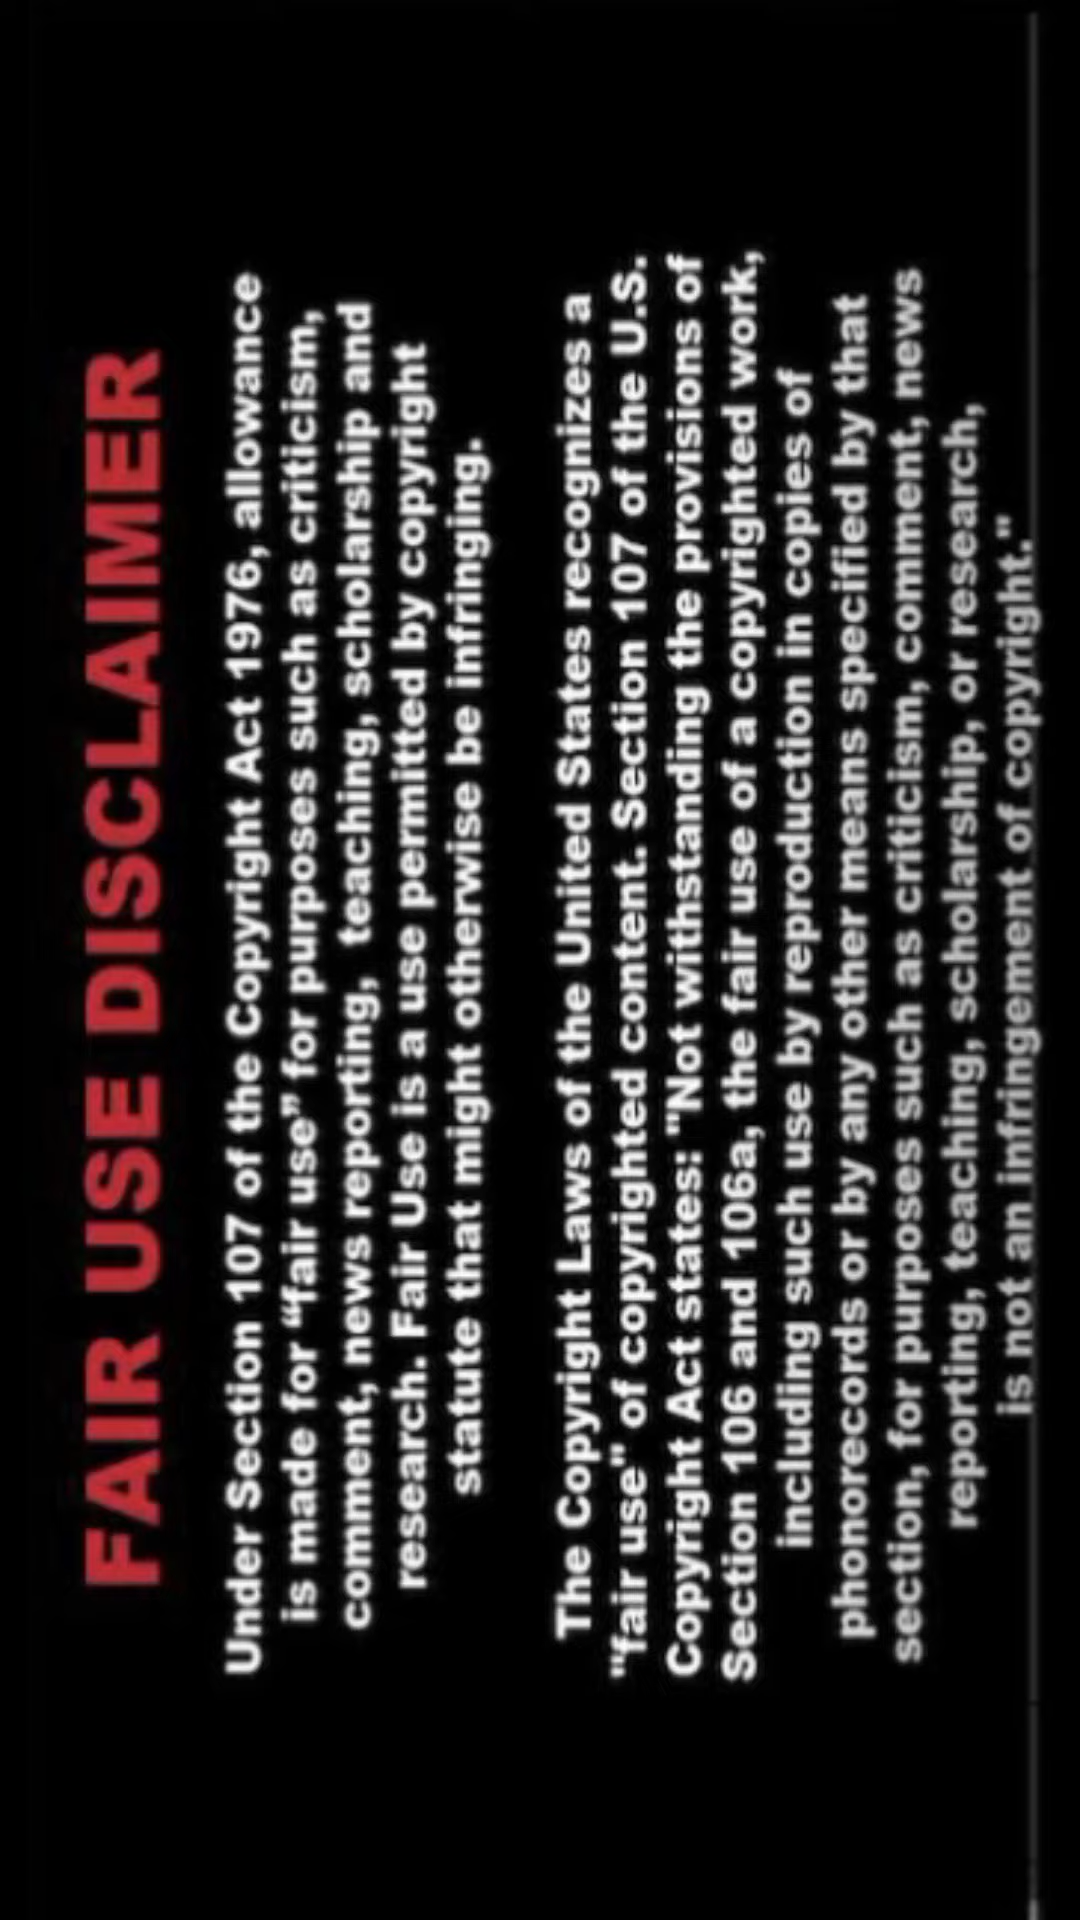 FAIR USE DISCLAIMER
Under Section 107 of the Copyright Act 1976, allowance
is made for “fair use” for purposes such as criticism,
comment, news reporting, teaching, scholarship and
research. Fair Use is a use permitted by copyright
statute that might otherwise be infringing.
The Copyright Laws of the United States recognizes a
"fair use" of copyrighted content. Section 107 of the U.S.
Copyright Act states: "Not withstanding the provisions of
Section 106 and 106a, the fair use of a copyrighted work,
including such use by reproduction in copies of
phonorecords or by any other means specified by that
section, for purposes such as criticism, comment, news
reporting, teaching, scholarship, or research,
is not an infringement of copyright."